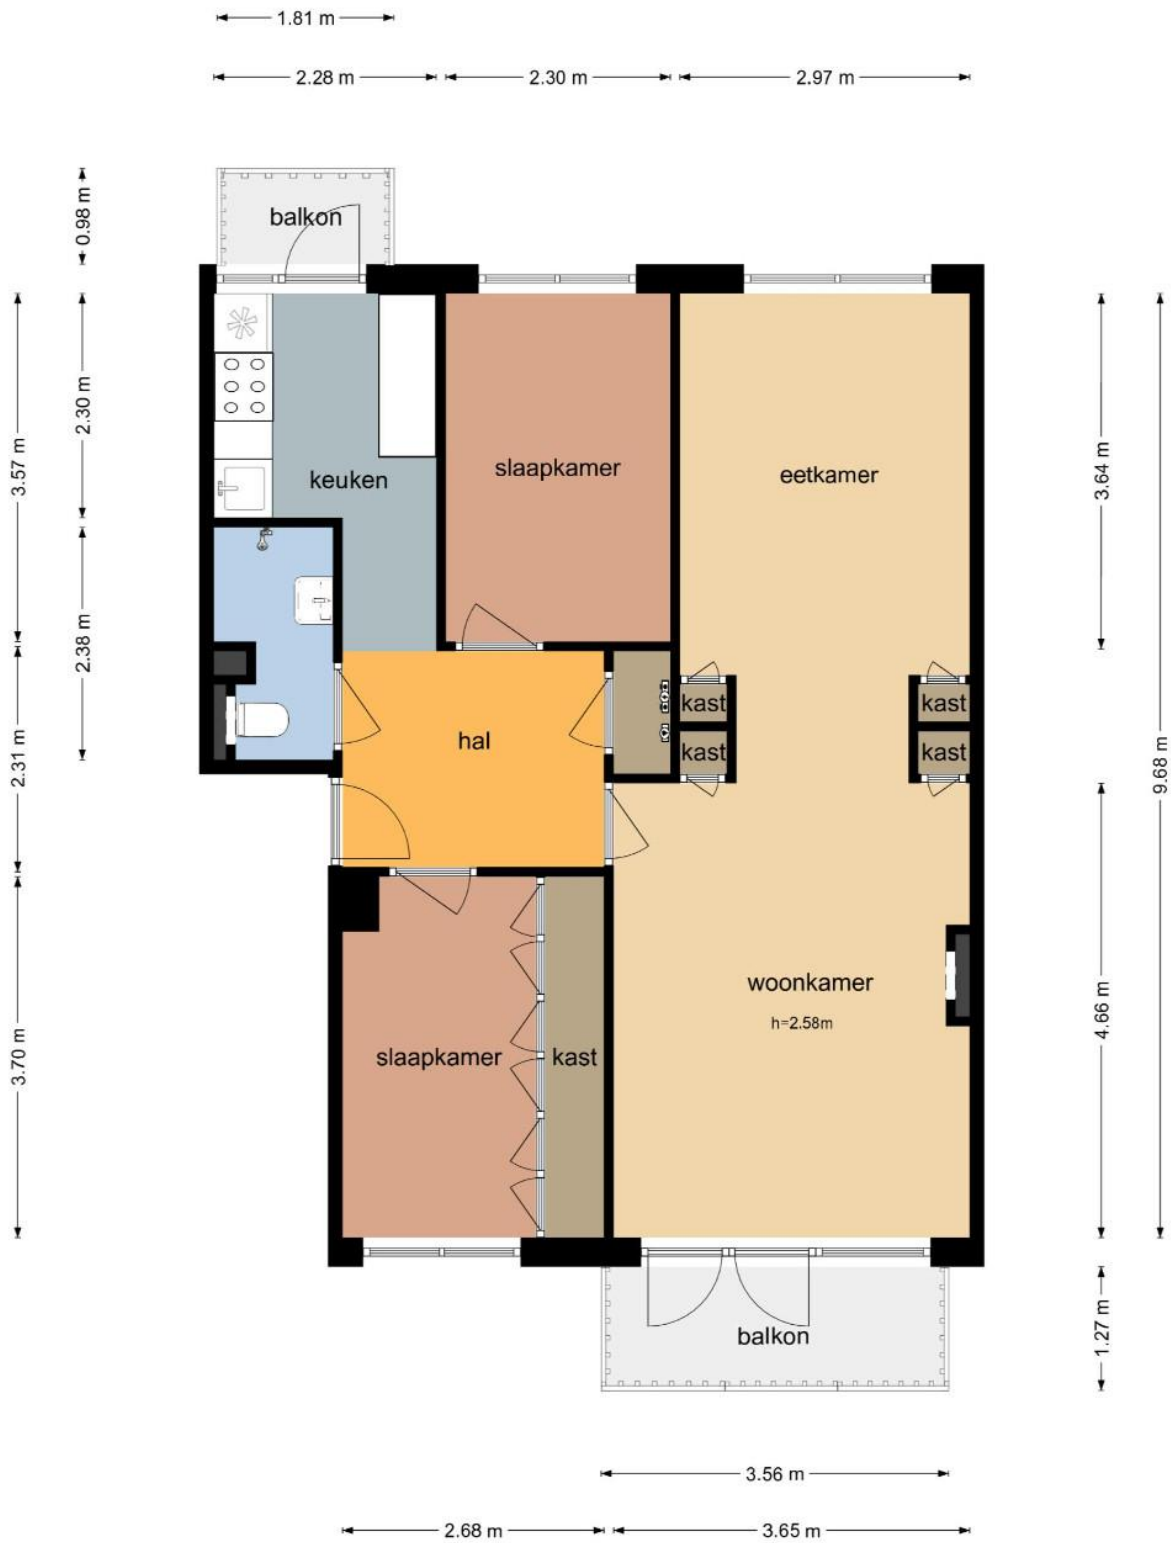 1.81 m
2.28 m
2.30 m
2.97 m
0.98 m
balkon
2.30 m
3.57 m
3.64 m
slaapkamer
eetkamer
keuken
2.38 m
kast
kast
hal
2.31 m
kast
kast
9.68 m
woonkamer
h=2.58m
4.66 m
3.70 m
slaapkamer
kast
1.27 m
balkon
3.56 m
2.68 m
3.65 m